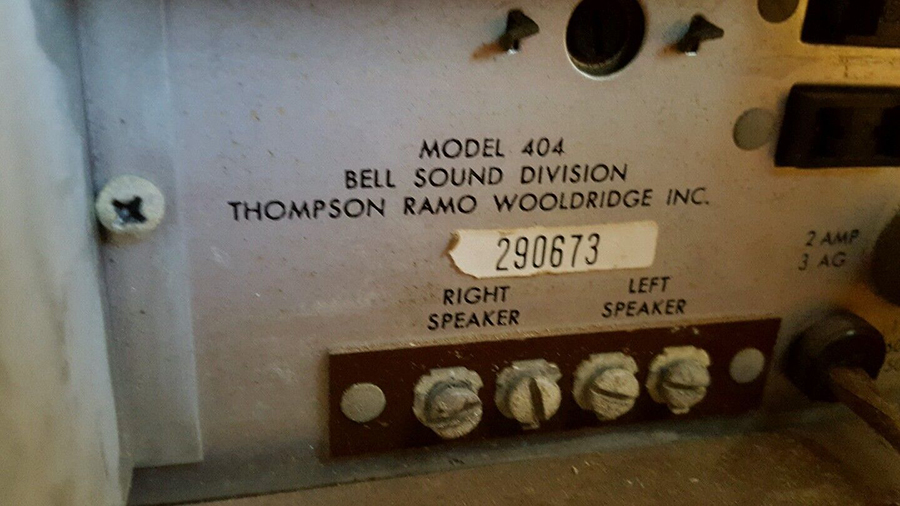 MODEL 404
BELL SOUND DIVISION
THOMPSON RAMO WOOLDRIDGE INC.
290673
2 AMP
3 AG
RIGHT
SPEAKER
LEFT
SPEAKER